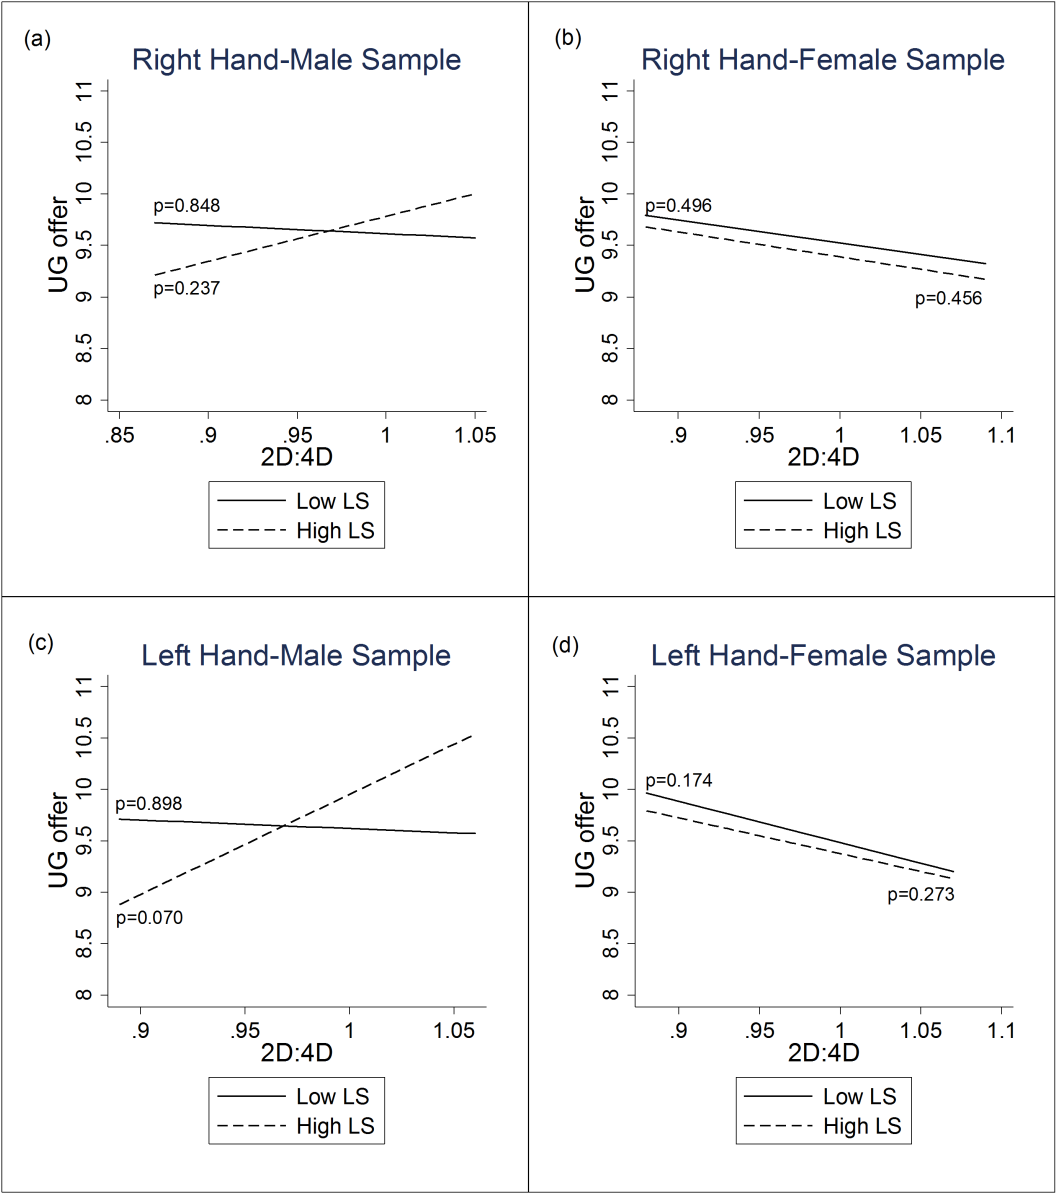 (a)
Right Hand-Male Sample
UG offer
11
10.5
10
9.5
9
8.5
8
p=0.848
p=0.237
.85 .9 .95 1 1.05
2D:4D
Low LS
High LS
(b)
Right Hand-Female Sample
UG offer
11
10.5
10
9.5
9
8.5
8
p=0.496
p=0.456
.9 .95 1 1.05 1.1
2D:4D
Low LS
High LS
(c)
Left Hand-Male Sample
UG offer
11
10.5
10
9.5
9
8.5
8
p=0.898
p=0.070
.9 .95 1 1.05
2D:4D
Low LS
High LS
(d)
Left Hand-Female Sample
UG offer
11
10.5
10
9.5
9
8.5
8
p=0.174
p=0.273
.9 .95 1 1.05 1.1
2D:4D
Low LS
High LS